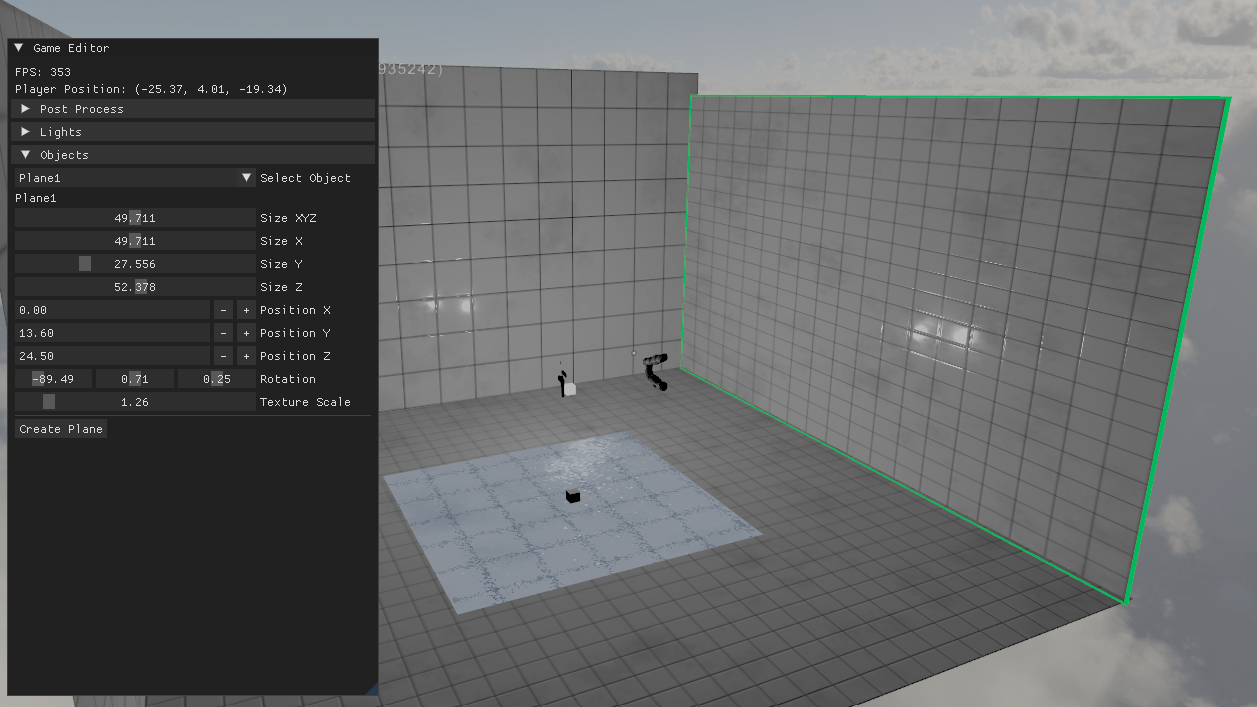 Game Editor
FPS: 353
Player Position: (-25.37, 4.01, -19.34)
935242)
Post Process
Lights
Objects
Plane1 Select Object
Plane1
49.711 Size XYZ
49.711 Size X
27.556 Size Y
52.378 Size Z
0.00 - + Position X
13.60 - + Position Y
24.50 - + Position Z
-89.49 0.71 0.25 Rotation
1.26 Texture Scale
Create Plane